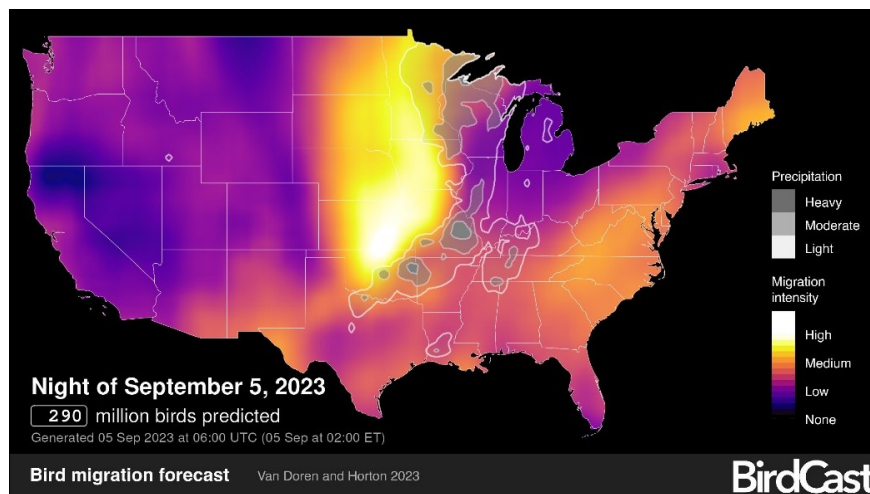 Precipitation
Heavy
Moderate
Light
Migration
intensity
High
Medium
Low
None
Night of September 5, 2023
290 million birds predicted
Generated 05 Sep 2023 at 06:00 UTC (05 Sep at 02:00 ET)
Bird migration forecast Van Doren and Horton 2023
BirdCast